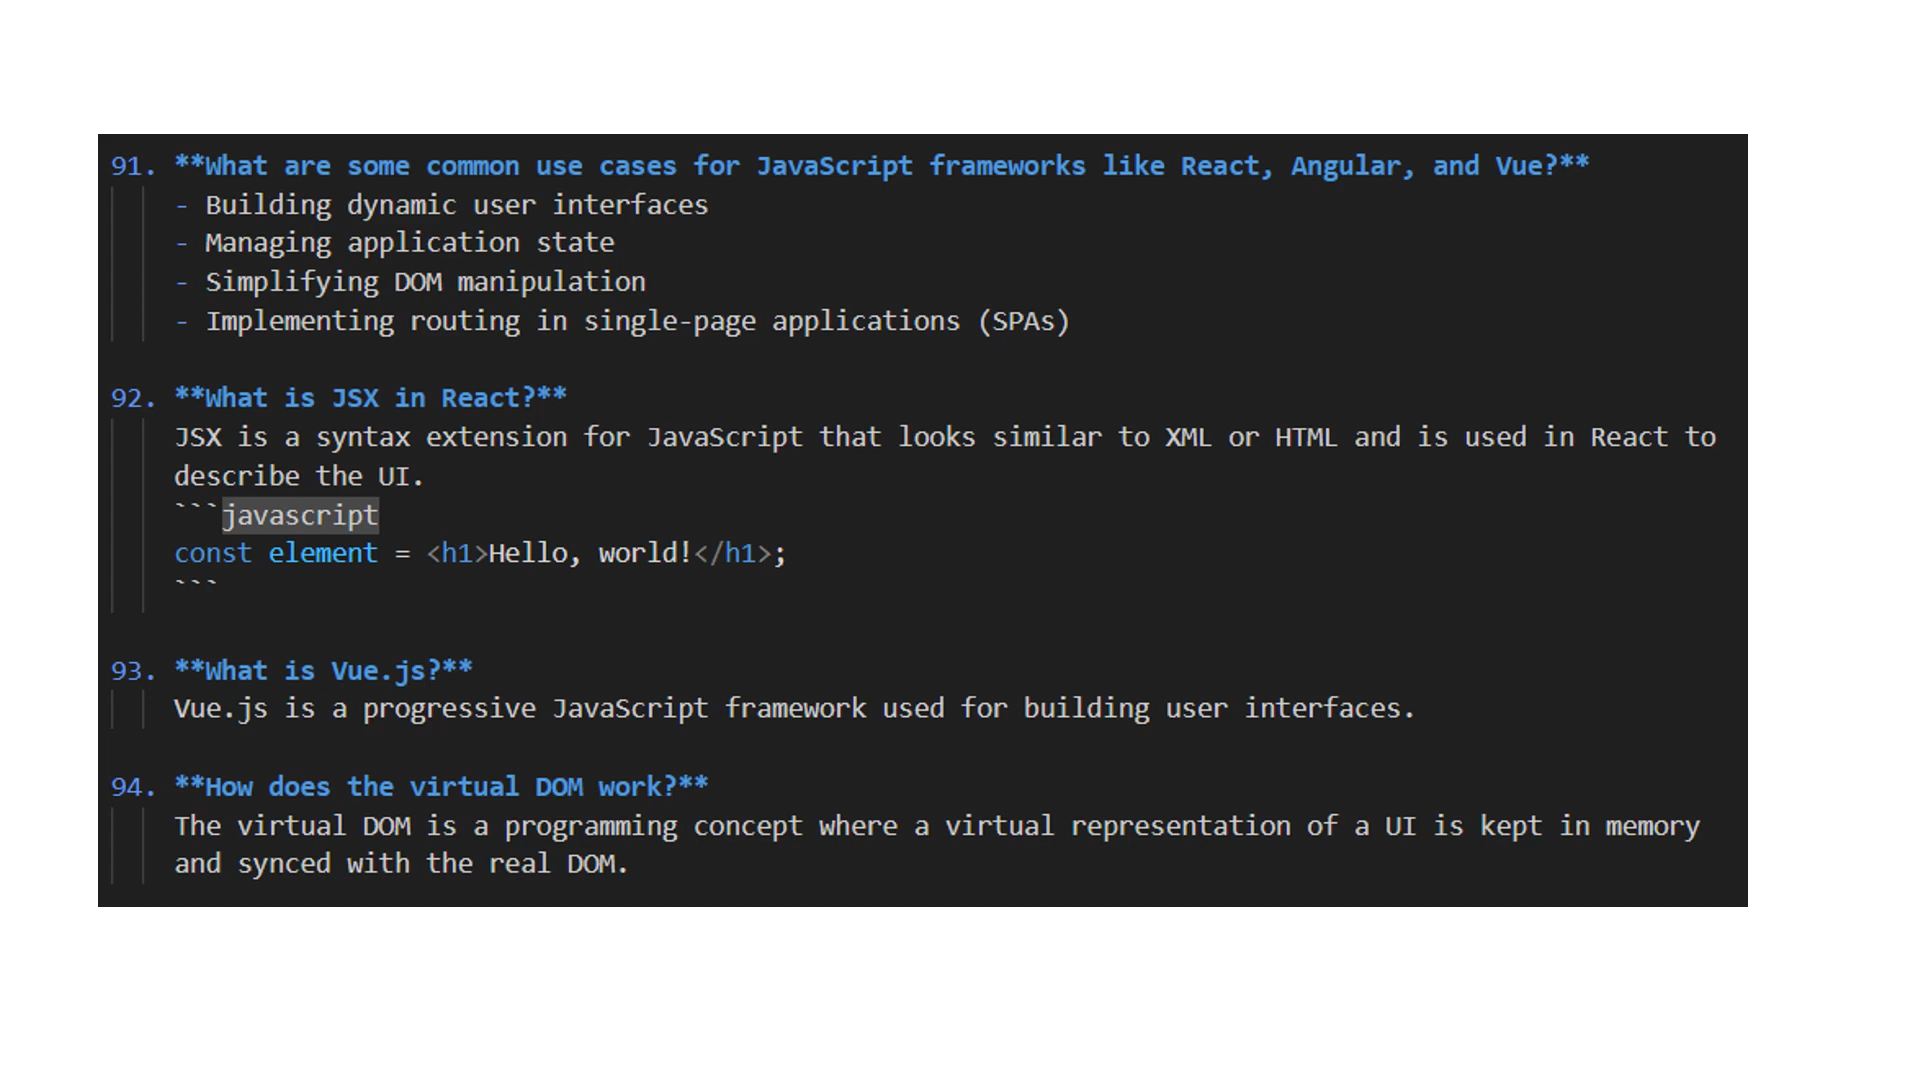 91. **What are some common use cases for JavaScript frameworks like React, Angular, and Vue?**
- Building dynamic user interfaces
- Managing application state
- Simplifying DOM manipulation
- Implementing routing in single-page applications (SPAs)
92. **What is JSX in React?**
JSX is a syntax extension for JavaScript that looks similar to XML or HTML and is used in React to
describe the UI.
```javascript
const element = <h1>Hello, world!</h1>;
```
93. **What is Vue.js?**
Vue.js is a progressive JavaScript framework used for building user interfaces.
94. **How does the virtual DOM work?**
The virtual DOM is a programming concept where a virtual representation of a UI is kept in memory
and synced with the real DOM.